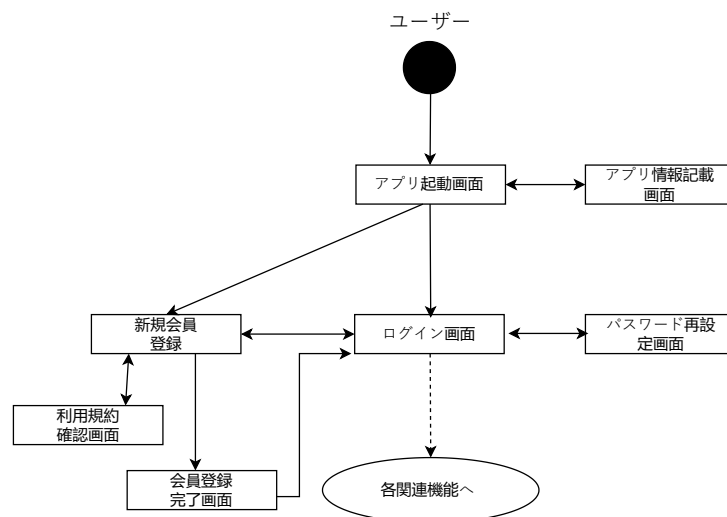 ユーザー
アプリ起動画面
アプリ情報記載
画面
新規会員
登録
ログイン画面
パスワード再設
定画面
利用規約
確認画面
会員登録
完了画面
各関連機能へ